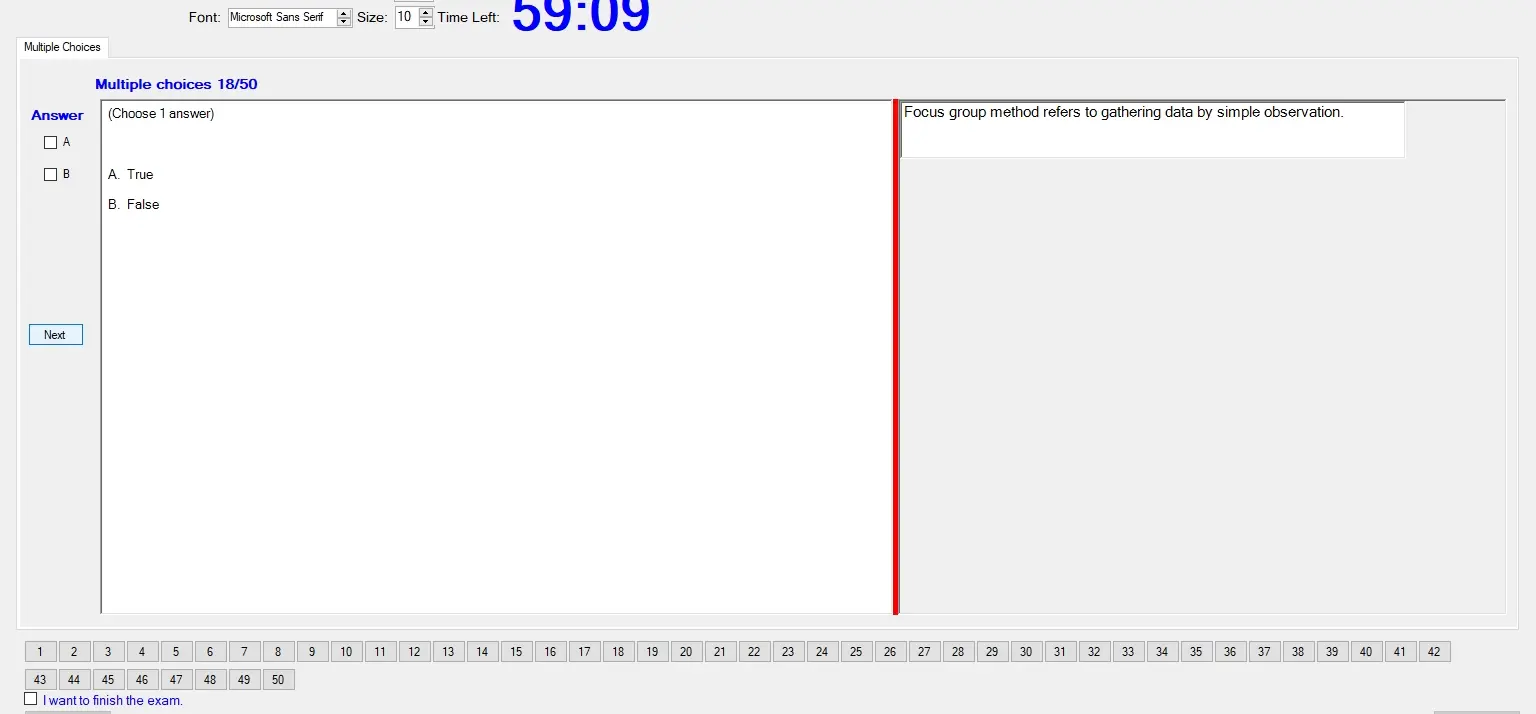 Font: Microsoft Sans Serif Size: 10 Time Left: 59:09
Multiple Choices
Multiple choices 18/50
Answer
A
B
Next
(Choose 1 answer)
A. True
B. False
Focus group method refers to gathering data by simple observation.
1 2 3 4 5 6 7 8 9 10 11 12 13 14 15 16 17 18 19 20 21 22 23 24 25 26 27 28 29 30 31 32 33 34 35 36 37 38 39 40 41 42
43 44 45 46 47 48 49 50
I want to finish the exam.